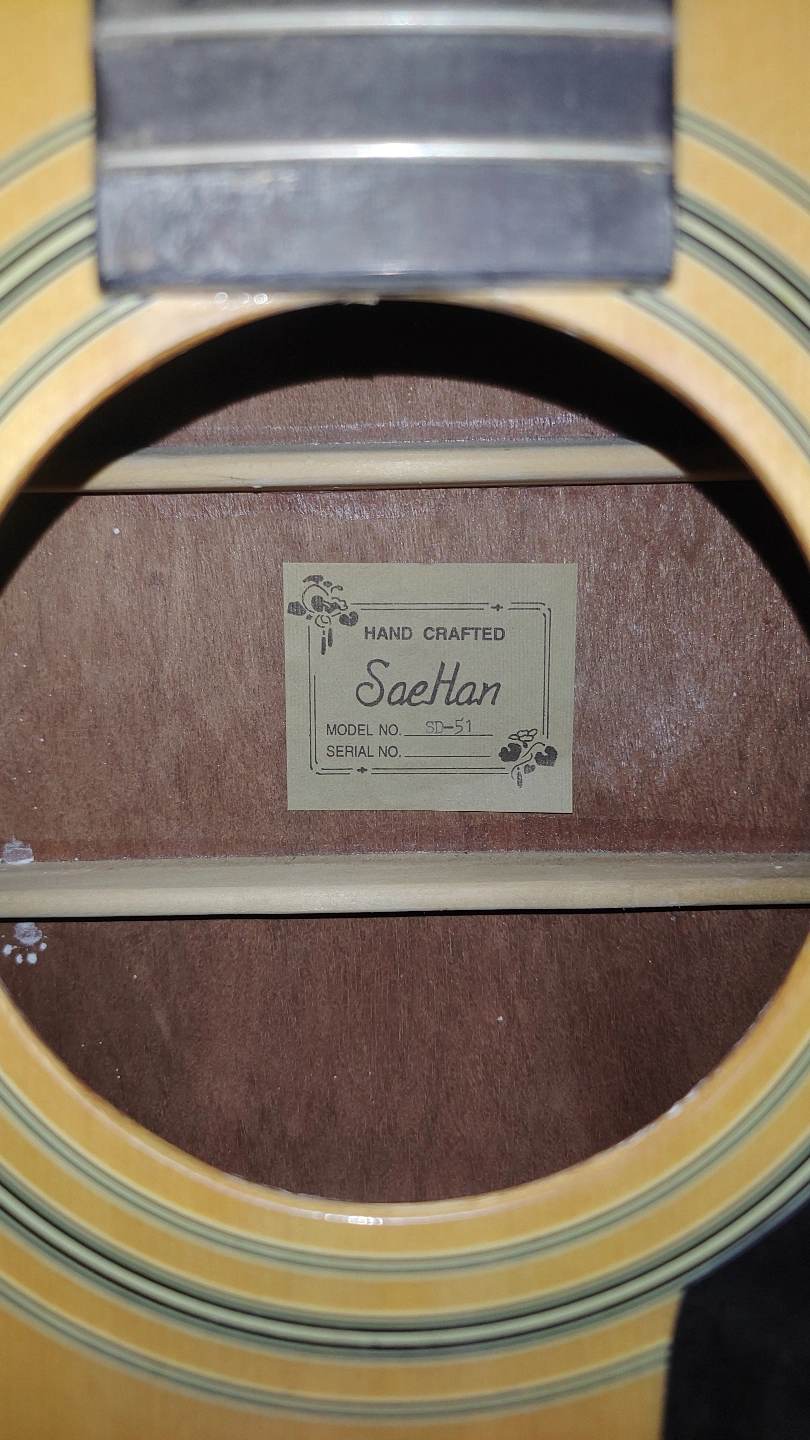 HAND CRAFTED
SaeHan
MODEL NO. SD-51
SERIAL NO.